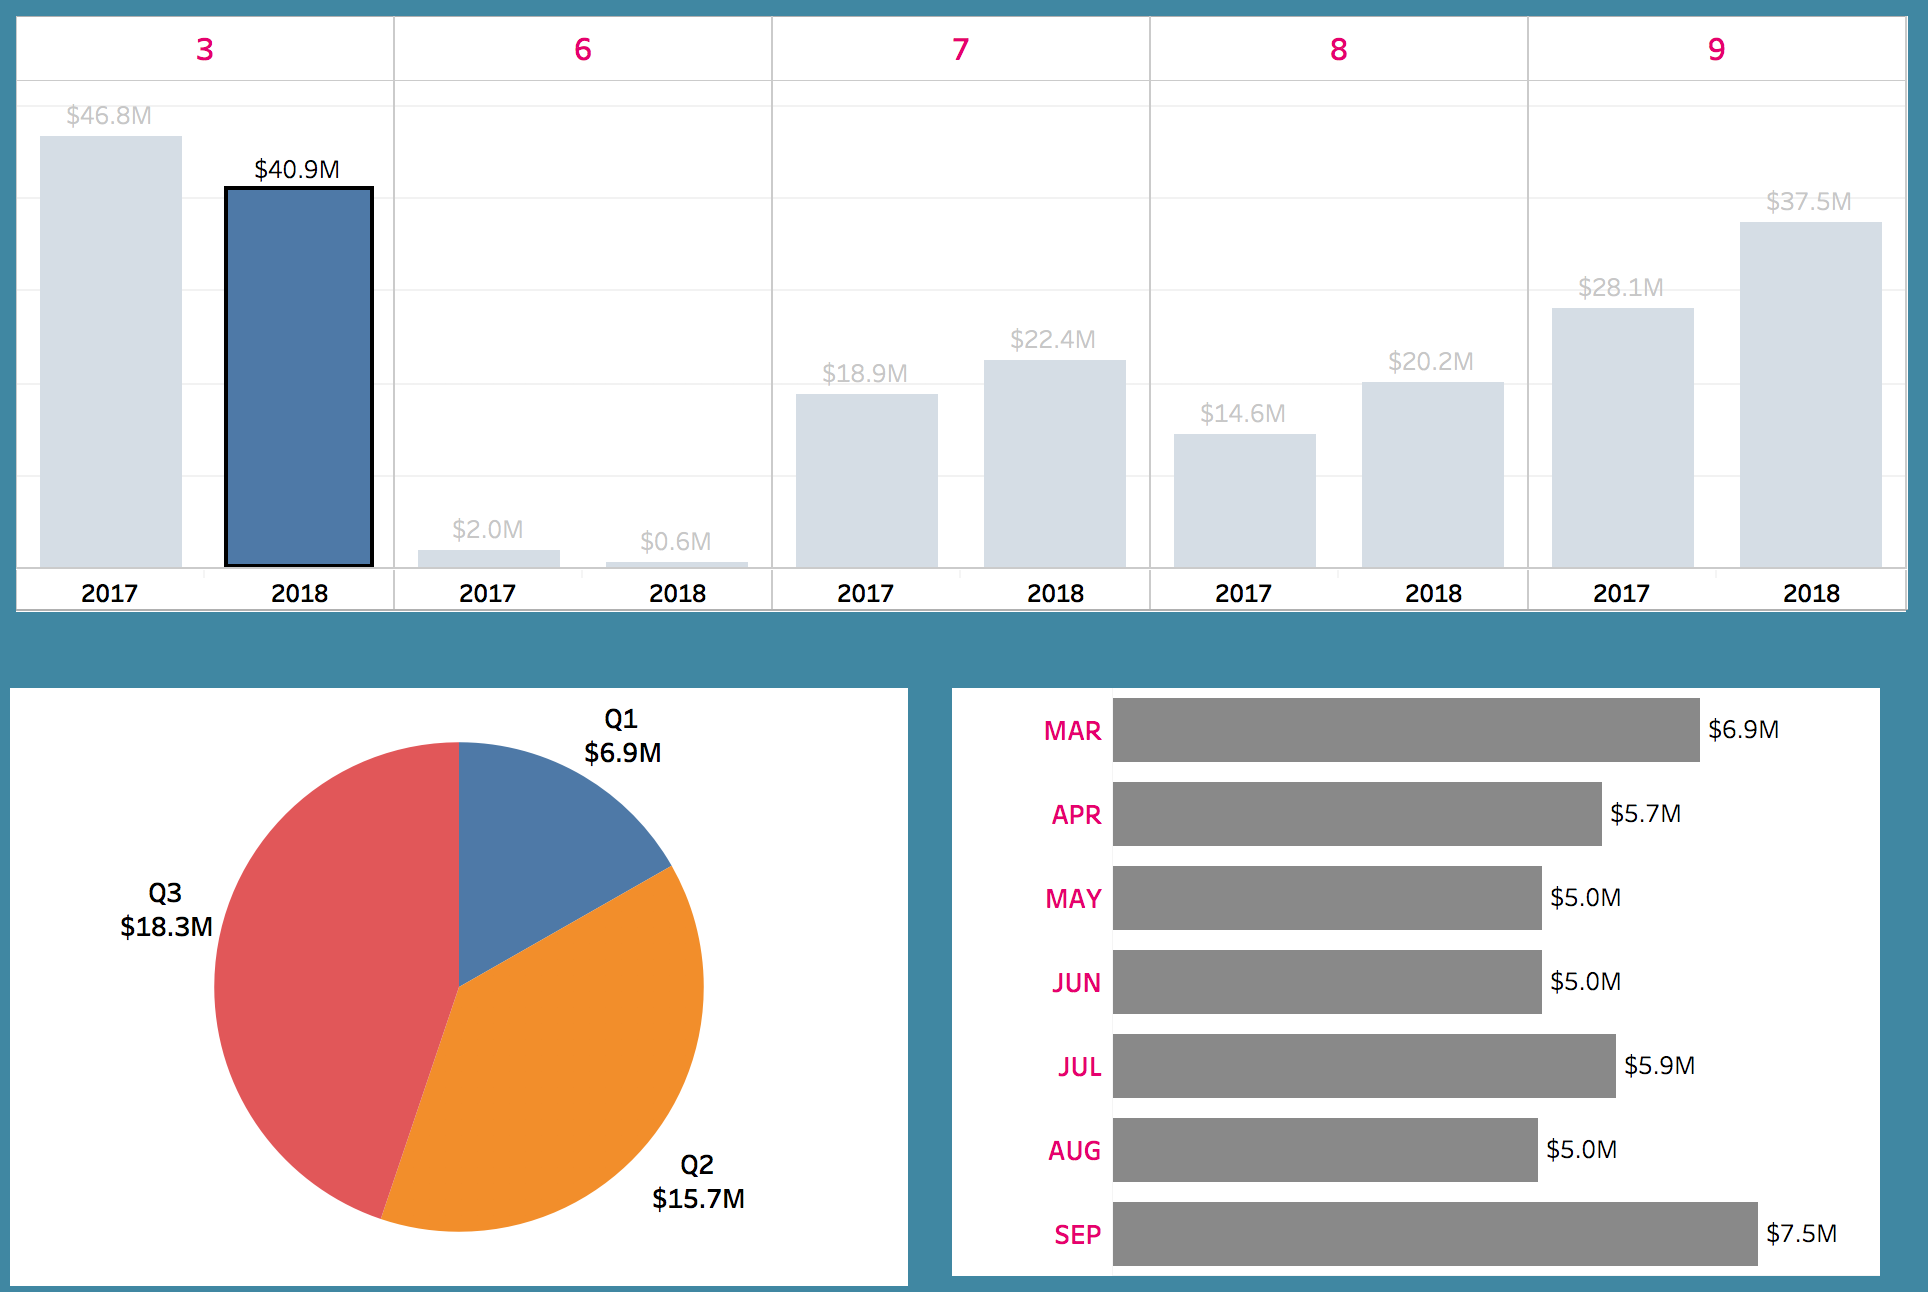 3 6 7 8 9
$46.8M $40.9M $2.0M $0.6M $18.9M $22.4M $14.6M $20.2M $28.1M $37.5M
2017 2018 2017 2018 2017 2018 2017 2018 2017 2018
Q1
$6.9M
Q3
$18.3M
Q2
$15.7M
MAR $6.9M
APR $5.7M
MAY $5.0M
JUN $5.0M
JUL $5.9M
AUG $5.0M
SEP $7.5M